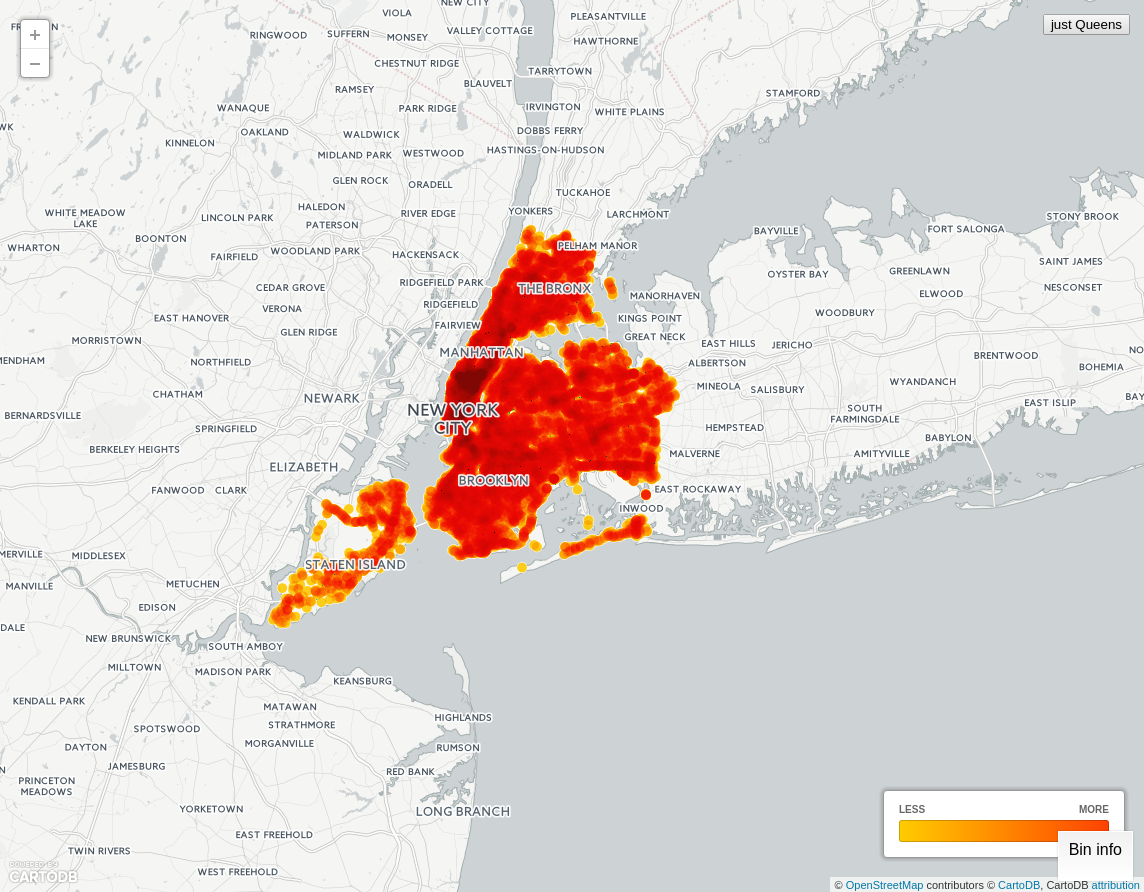 NEW CITY
VIOLA
PLEASANTVILLE
just Queens
+
RINGWOOD
SUFFERN
MONSEY
VALLEY COTTAGE
HAWTHORNE
−
CHESTNUT RIDGE
TARRYTOWN
RAMSEY
BLAUVELT
STAMFORD
WANAQUE
PARK RIDGE
IRVINGTON
WHITE PLAINS
OAKLAND
WALDWICK
DOBBS FERRY
KINNELON
MIDLAND PARK
WESTWOOD
HASTINGS-ON-HUDSON
GLEN ROCK
ORADELL
TUCKAHOE
WHITE MEADOW
LAKE
LINCOLN PARK
HALEDON
PATERSON
RIVER EDGE
YONKERS
LARCHMONT
STONY BROOK
WHARTON
BOONTON
FAIRFIELD
WOODLAND PARK
HACKENSACK
PELHAM MANOR
BAYVILLE
FORT SALONGA
SAINT JAMES
CEDAR GROVE
RIDGEFIELD PARK
THE BRONX
OYSTER BAY
GREENLAWN
NESCONSET
EAST HANOVER
VERONA
RIDGEFIELD
MANORHAVEN
ELWOOD
GLEN RIDGE
FAIRVIEW
KINGS POINT
WOODBURY
MORRISTOWN
GREAT NECK
EAST HILLS
JERICHO
MENDHAM
NORTHFIELD
MANHATTAN
ALBERTSON
BRENTWOOD
BOHEMIA
CHATHAM
NEWARK
MINEOLA
SALISBURY
WYANDANCH
BERNARDSVILLE
NEW YORK
CITY
SOUTH
FARMINGDALE
EAST ISLIP
SPRINGFIELD
HEMPSTEAD
BABYLON
BERKELEY HEIGHTS
ELIZABETH
MALVERNE
AMITYVILLE
FANWOOD
CLARK
BROOKLYN
EAST ROCKAWAY
INWOOD
MIDDLESEX
STATEN ISLAND
MANVILLE
METUCHEN
EDISON
NEW BRUNSWICK
SOUTH AMBOY
MILLTOWN
MADISON PARK
KEANSBURG
KENDALL PARK
MATAWAN
HIGHLANDS
SPOTSWOOD
STRATHMORE
DAYTON
MORGANVILLE
RUMSON
JAMESBURG
RED BANK
PRINCETON
MEADOWS
YORKETOWN
LONG BRANCH
EAST FREEHOLD
TWIN RIVERS
WEST FREEHOLD
LESS MORE
Bin info
POWERED BY
CARTODB
© OpenStreetMap contributors © CartoDB, CartoDB attribution